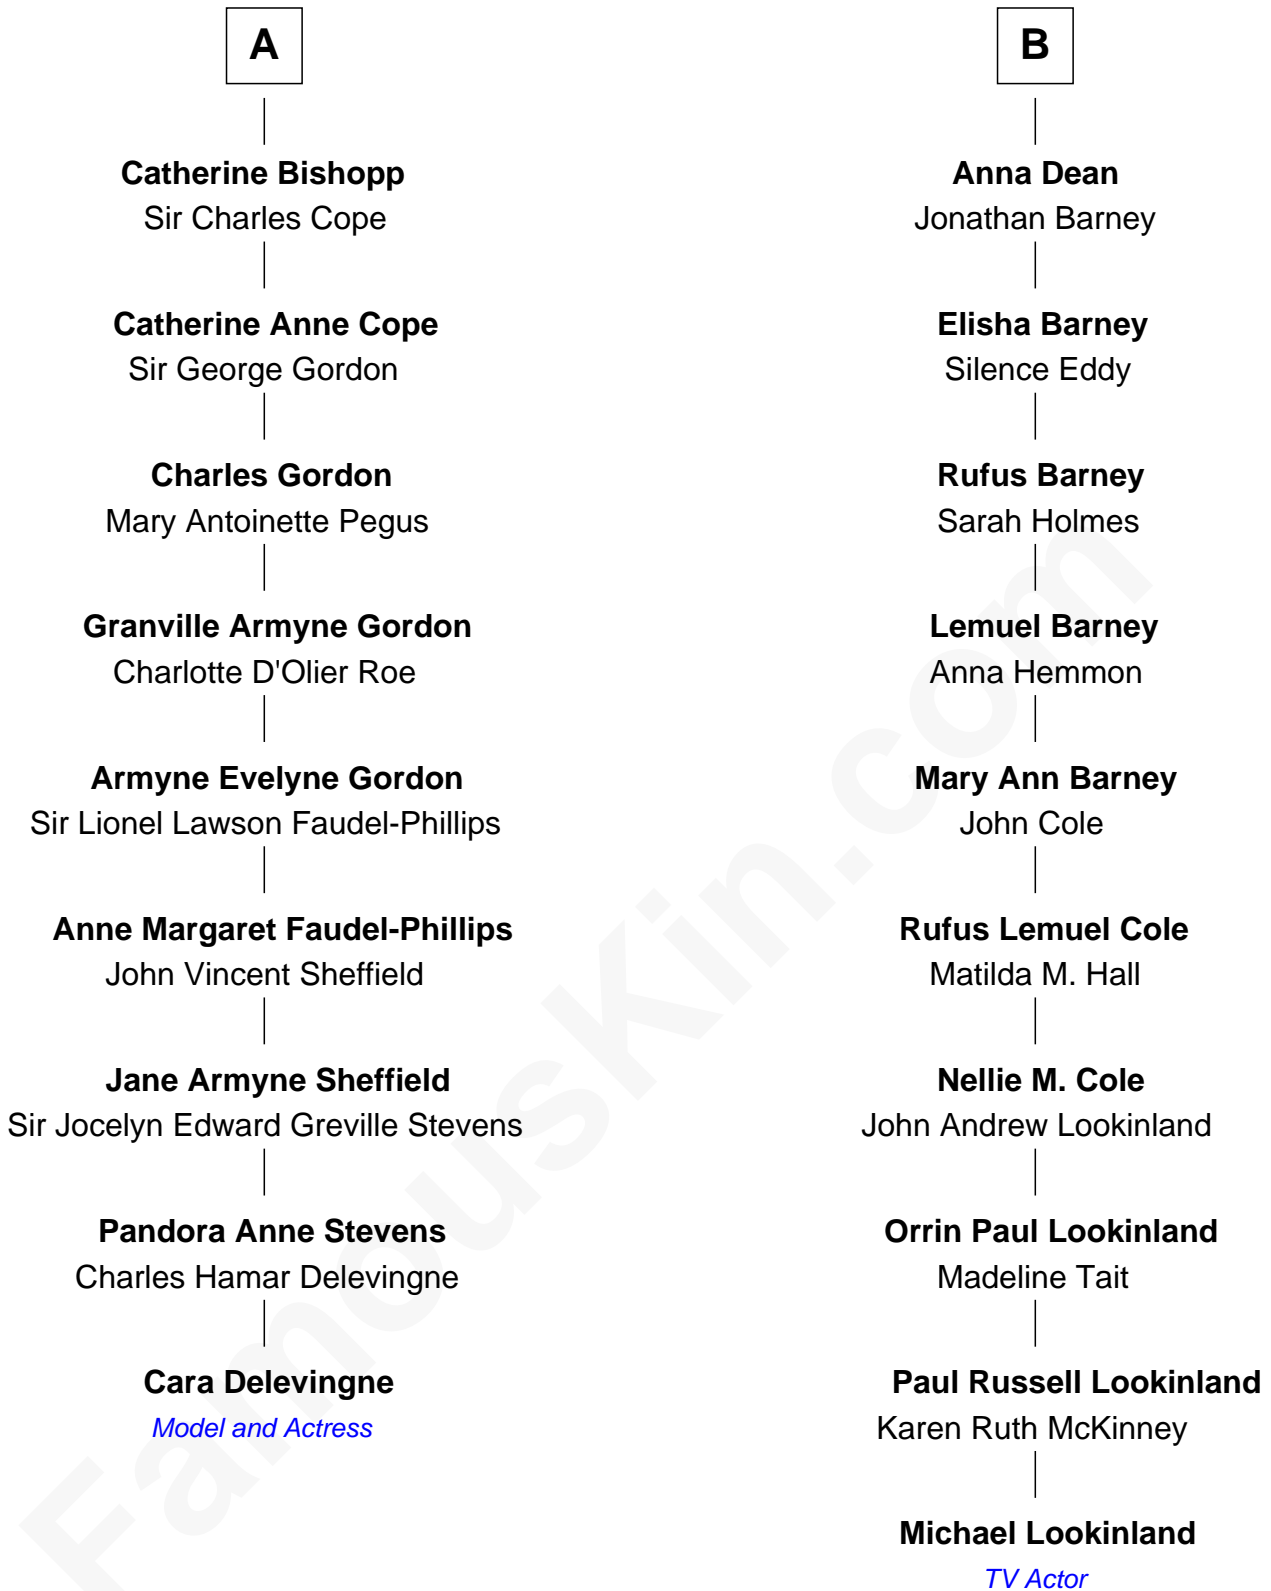 A
Catherine Bishopp
Sir Charles Cope
Catherine Anne Cope
Sir George Gordon
Charles Gordon
Mary Antoinette Pegus
Granville Armyne Gordon
Charlotte D'Olier Roe
Armyne Evelyne Gordon
Sir Lionel Lawson Faudel-Phillips
Anne Margaret Faudel-Phillips
John Vincent Sheffield
Jane Armyne Sheffield
Sir Jocelyn Edward Greville Stevens
Pandora Anne Stevens
Charles Hamar Delevingne
Cara Delevingne
Model and Actress
B
Anna Dean
Jonathan Barney
Elisha Barney
Silence Eddy
Rufus Barney
Sarah Holmes
Lemuel Barney
Anna Hemmon
Mary Ann Barney
John Cole
Rufus Lemuel Cole
Matilda M. Hall
Nellie M. Cole
John Andrew Lookinland
Orrin Paul Lookinland
Madeline Tait
Paul Russell Lookinland
Karen Ruth McKinney
Michael Lookinland
TV Actor
FamousKin.com